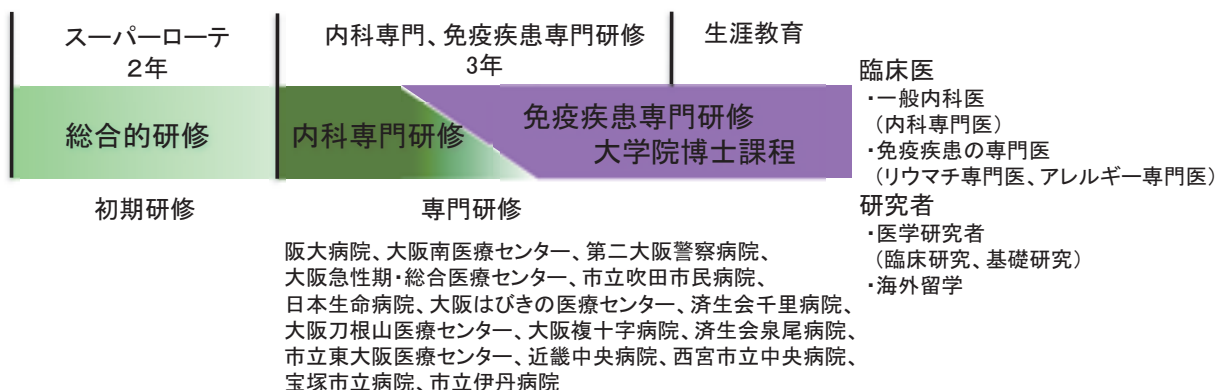 スーパーローテ
2年
内科専門、免疫疾患専門研修
3年
生涯教育
総合的研修
内科専門研修
免疫疾患専門研修
大学院博士課程
初期研修
専門研修
阪大病院、大阪南医療センター、第二大阪警察病院、
大阪急性期・総合医療センター、市立吹田市民病院、
日本生命病院、大阪はびきの医療センター、済生会千里病院、
大阪刀根山医療センター、大阪複十字病院、済生会泉尾病院、
市立東大阪医療センター、近畿中央病院、西宮市立中央病院、
宝塚市立病院、市立伊丹病院
臨床医
・一般内科医
(内科専門医)
・免疫疾患の専門医
(リウマチ専門医、アレルギー専門医)
研究者
・医学研究者
(臨床研究、基礎研究)
・海外留学